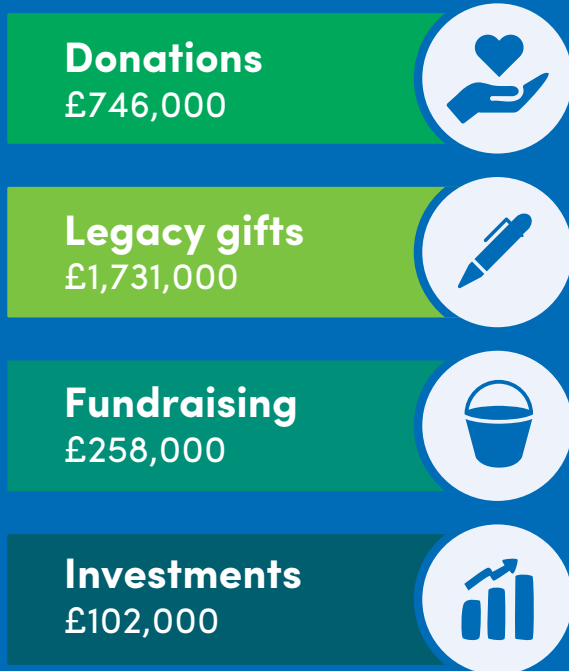 Donations
£746,000
Legacy gifts
£1,731,000
Fundraising
£258,000
Investments
£102,000